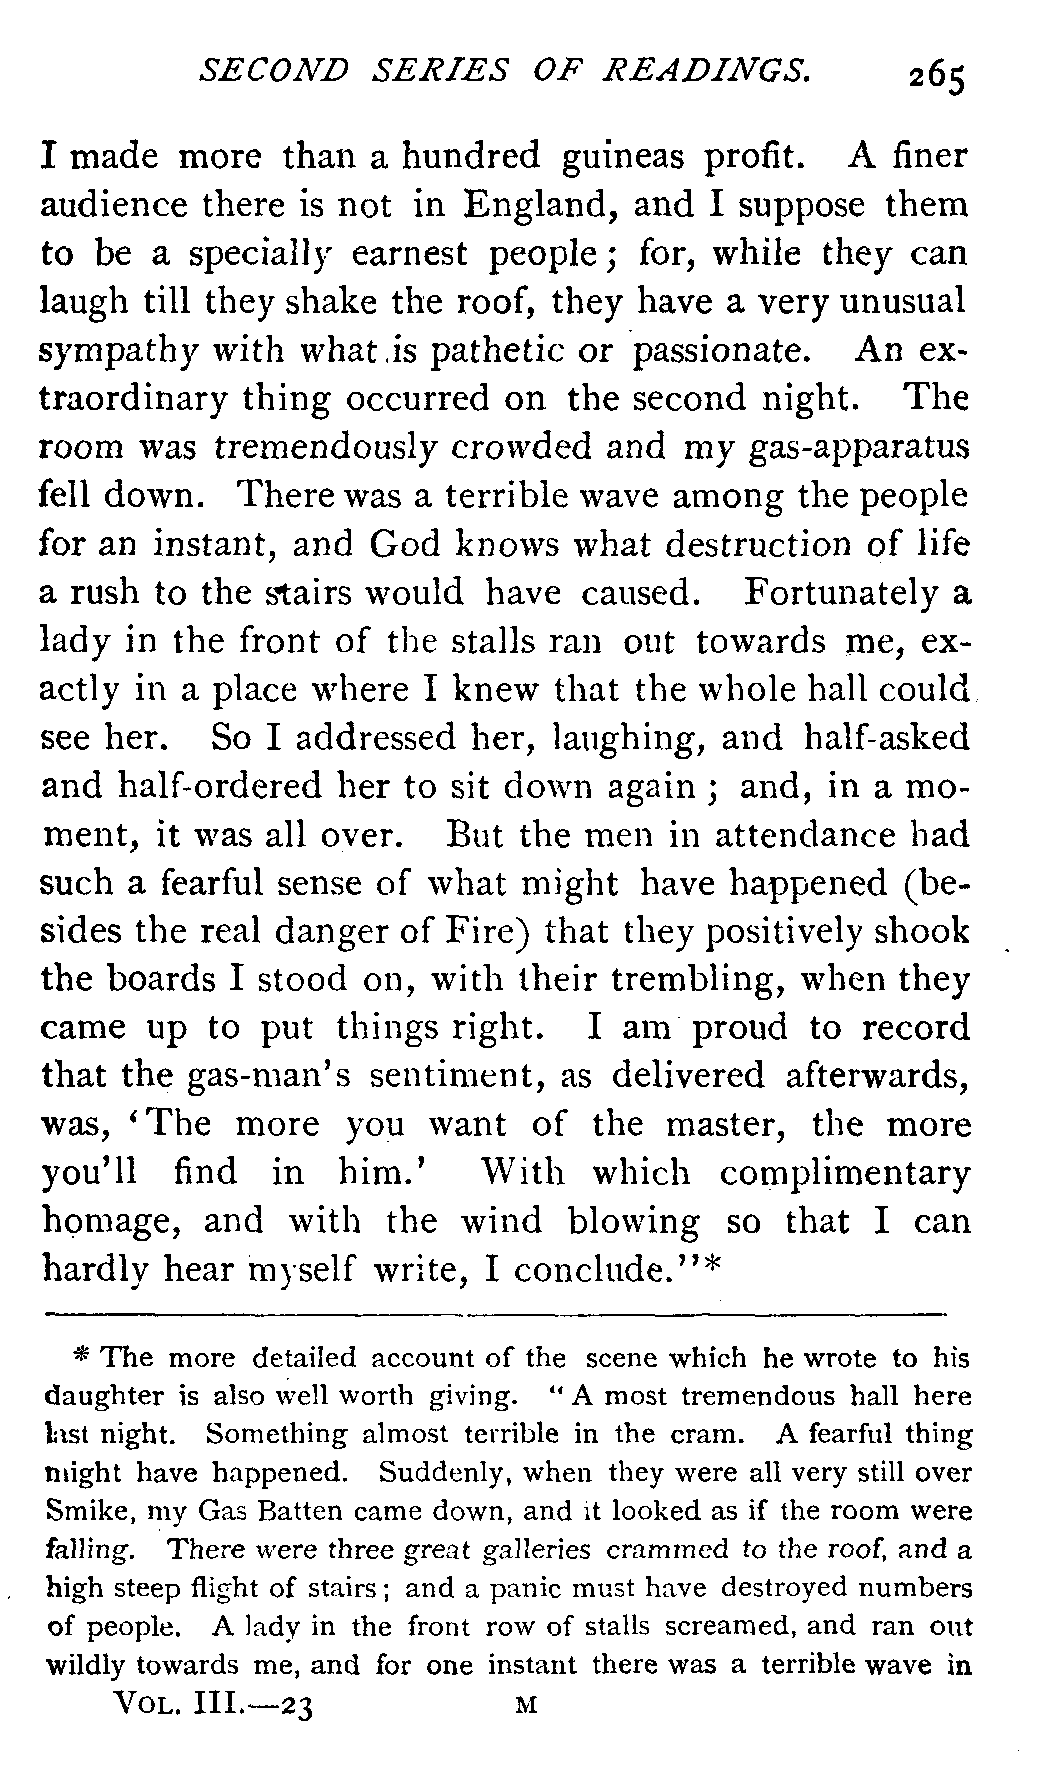 SECOND SERIES OF READINGS. 265
I made more than a hundred guineas profit. A finer
audience there is not in England, and I suppose them
to be a specially earnest people; for, while they can
laugh till they shake the roof, they have a very unusual
sympathy with what is pathetic or passionate. An ex-
traordinary thing occurred on the second night. The
room was tremendously crowded and my gas-apparatus
fell down. There was a terrible wave among the people
for an instant, and God knows what destruction of life
a rush to the stairs would have caused. Fortunately a
lady in the front of the stalls ran out towards me, ex-
actly in a place where I knew that the whole hall could
see her. So I addressed her, laughing, and half-asked
and half-ordered her to sit down again; and, in a mo-
ment, it was all over. But the men in attendance had
such a fearful sense of what might have happened (be-
sides the real danger of Fire) that they positively shook
the boards I stood on, with their trembling, when they
came up to put things right. I am proud to record
that the gas-man's sentiment, as delivered afterwards,
was, 'The more you want of the master, the more
you'll find in him.' With which complimentary
homage, and with the wind blowing so that I can
hardly hear myself write, I conclude."*
* The more detailed account of the scene which he wrote to his
daughter is also well worth giving. "A most tremendous hall here
last night. Something almost terrible in the cram. A fearful thing
might have happened. Suddenly, when they were all very still over
Smike, my Gas Batten came down, and it looked as if the room were
falling. There were three great galleries crammed to the roof, and a
high steep flight of stairs; and a panic must have destroyed numbers
of people. A lady in the front row of stalls screamed, and ran out
wildly towards me, and for one instant there was a terrible wave in
VOL. III.—23 M